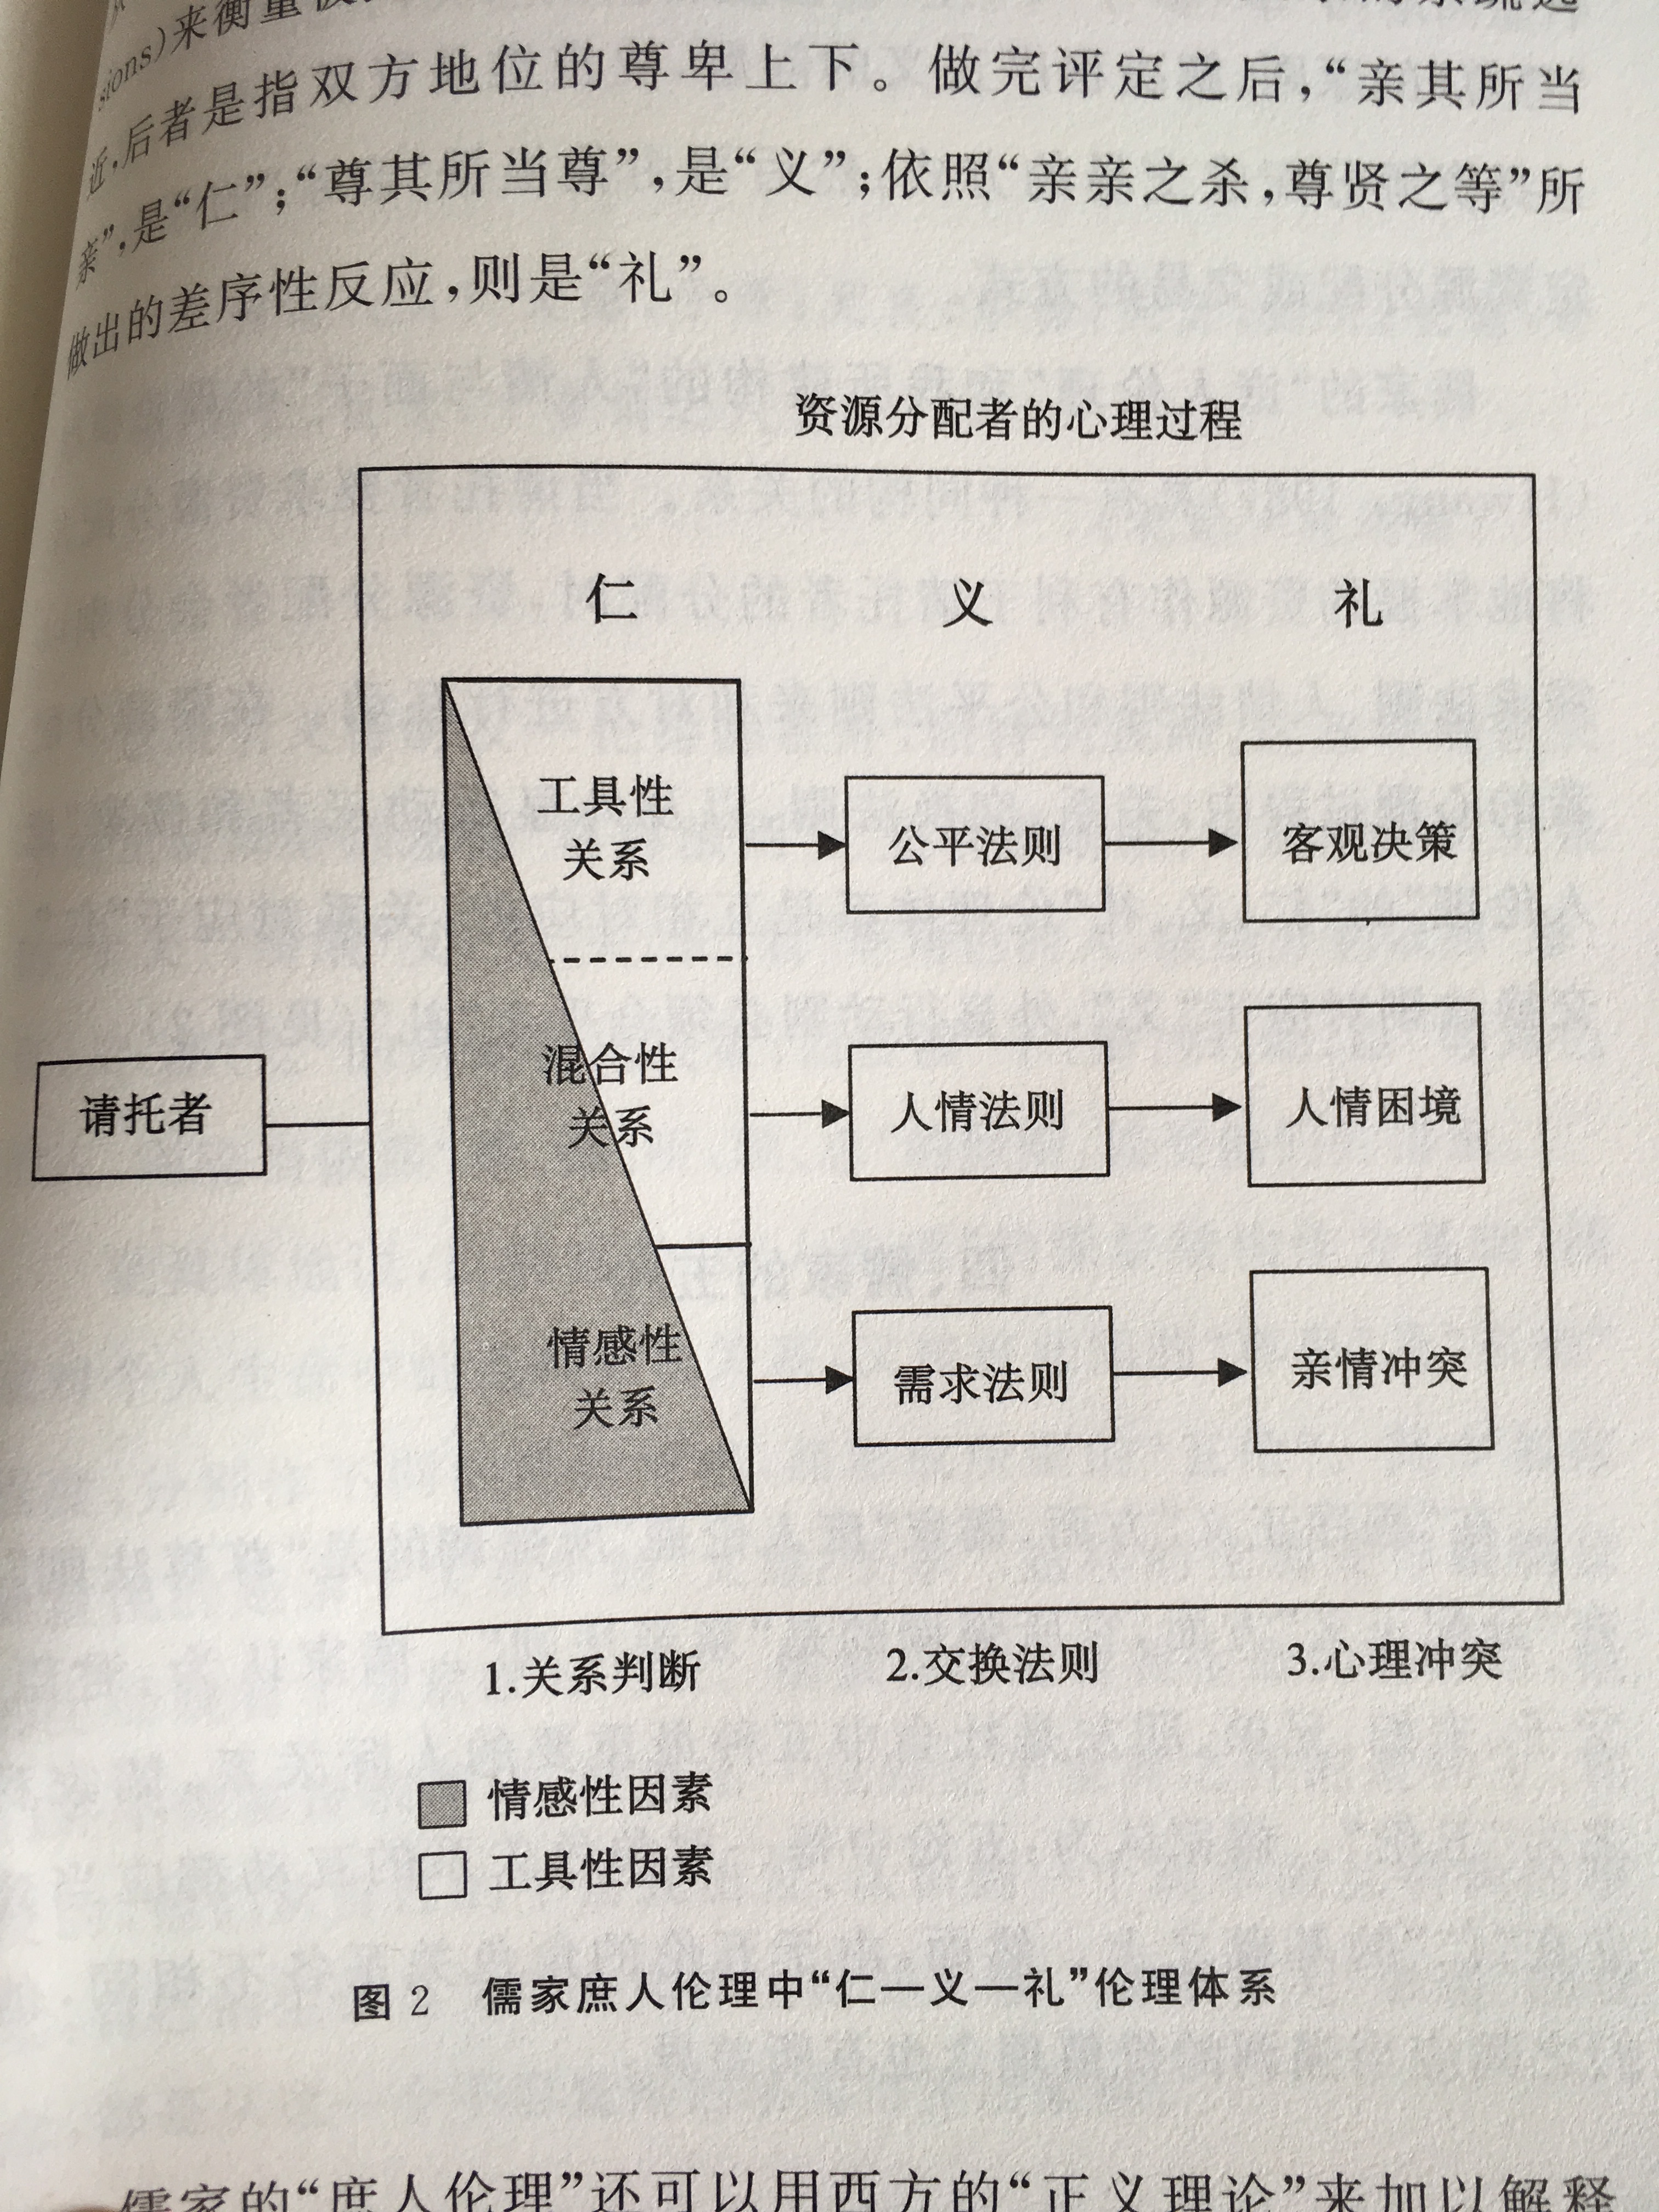 sions)来衡量
近,后者是指双方地位的尊卑上下。做完评定之后,“亲其所当
亲”,是“仁”;“尊其所当尊”,是“义”;依照“亲亲之杀,尊贤之等”所
做出的差序性反应,则是“礼”。
资源分配者的心理过程
仁 义 礼
工具性
关系
公平法则
客观决策
请托者
混合性
关系
人情法则
人情困境
情感性
关系
需求法则
亲情冲突
1.关系判断 2.交换法则 3.心理冲突
情感性因素
工具性因素
图 2 儒家庶人伦理中“仁—义—礼”伦理体系
儒家的“庶人伦理”还可以用西方的“正义理论”来加以解释